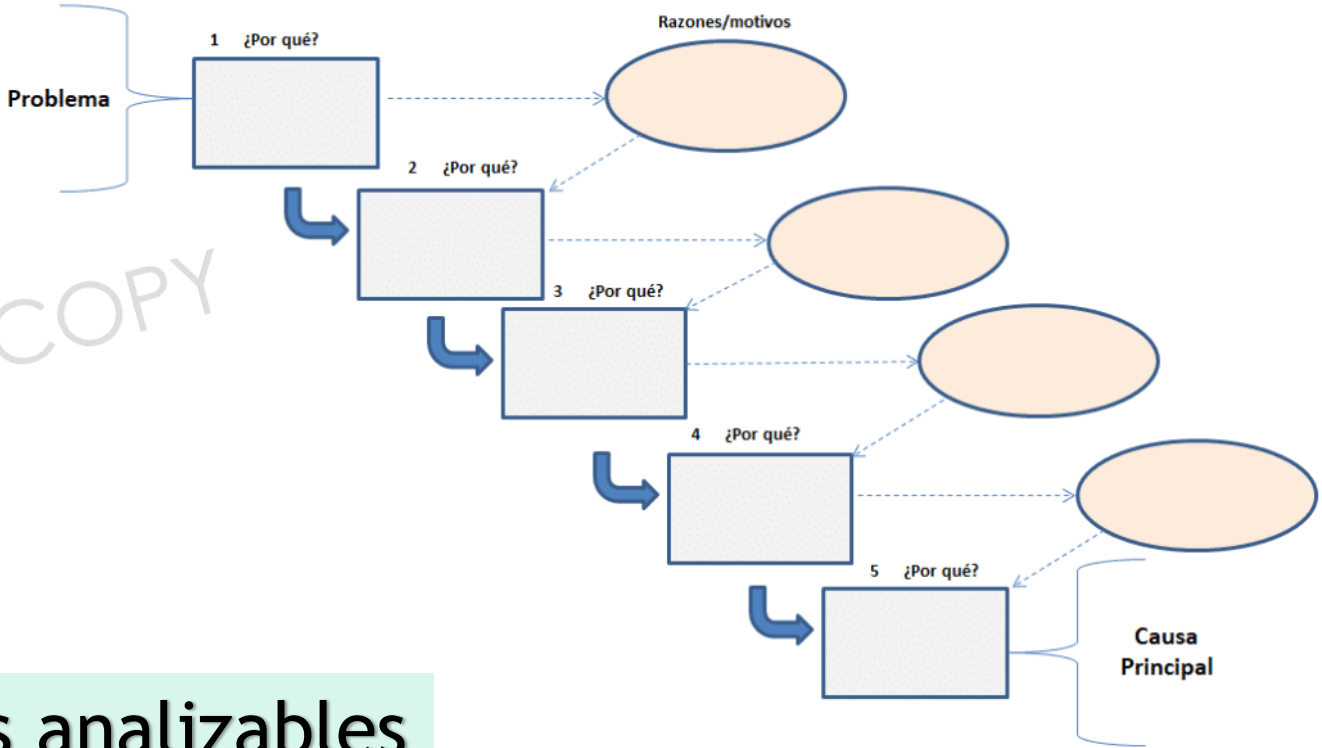 Razones/motivos
1 ¿Por qué?
Problema
2 ¿Por qué?
COPY
3 ¿Por qué?
4 ¿Por qué?
5 ¿Por qué?
Causa
Principal
s analizables